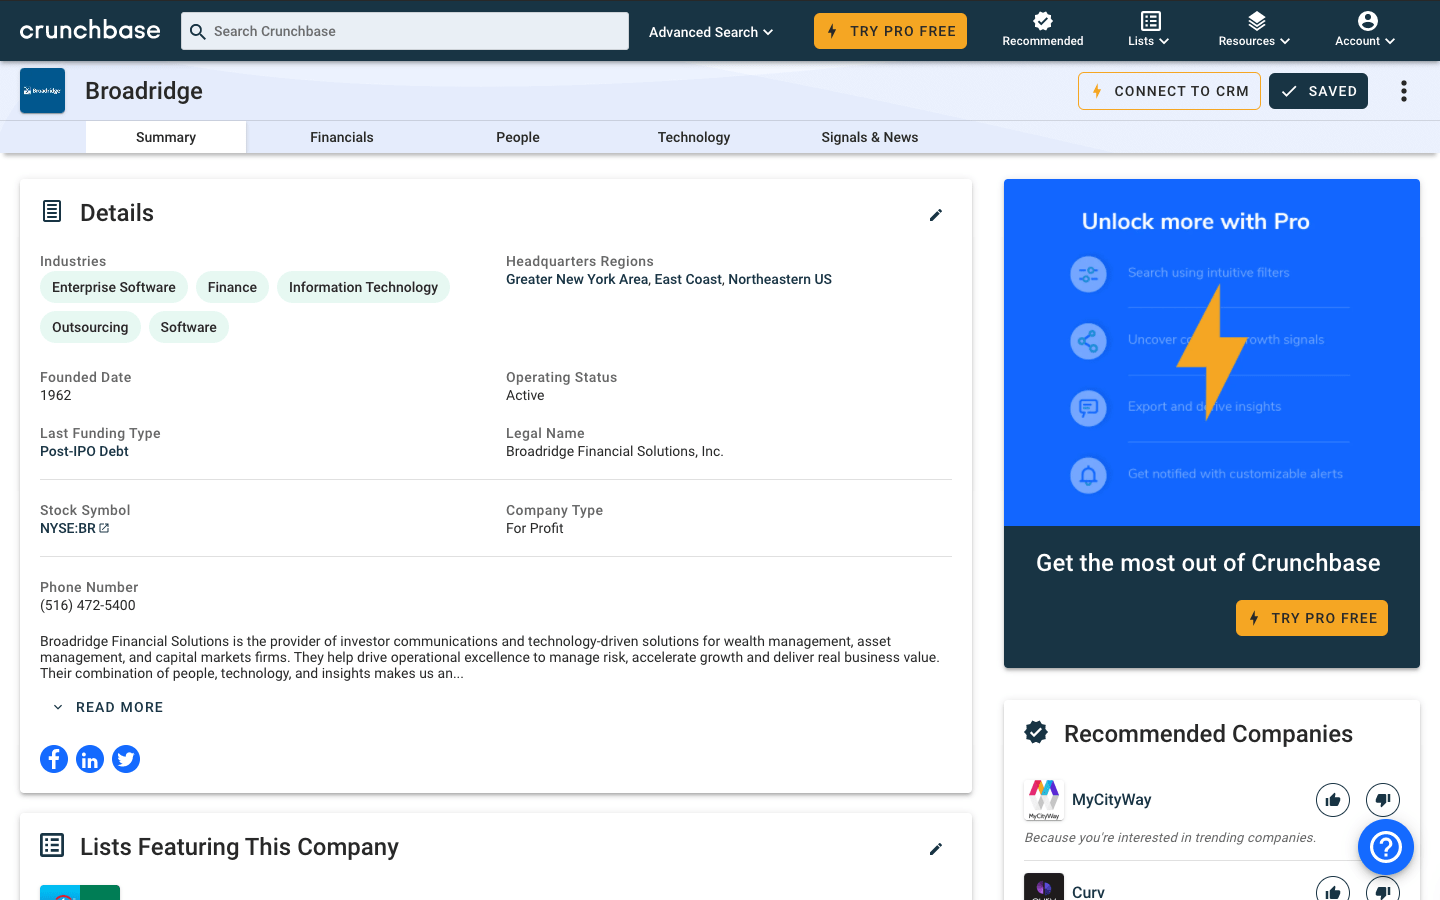 crunchbase
Search Crunchbase
Advanced Search
TRY PRO FREE
Recommended
Lists
Resources
Account
Broadridge
Broadridge
CONNECT TO CRM
SAVED
Summary
Financials
People
Technology
Signals & News
Details
Industries
Enterprise Software
Finance
Information Technology
Outsourcing
Software
Headquarters Regions
Greater New York Area, East Coast, Northeastern US
Founded Date
1962
Operating Status
Active
Last Funding Type
Post-IPO Debt
Legal Name
Broadridge Financial Solutions, Inc.
Stock Symbol
NYSE:BR
Company Type
For Profit
Phone Number
(516) 472-5400
Broadridge Financial Solutions is the provider of investor communications and technology-driven solutions for wealth management, asset
management, and capital markets firms. They help drive operational excellence to manage risk, accelerate growth and deliver real business value.
Their combination of people, technology, and insights makes us an...
READ MORE
Lists Featuring This Company
Unlock more with Pro
Search using intuitive filters
Uncover growth signals
Export and derive insights
Get notified with customizable alerts
Get the most out of Crunchbase
TRY PRO FREE
Recommended Companies
MyCityWay
MyCityWay
Because you're interested in trending companies.
Curv